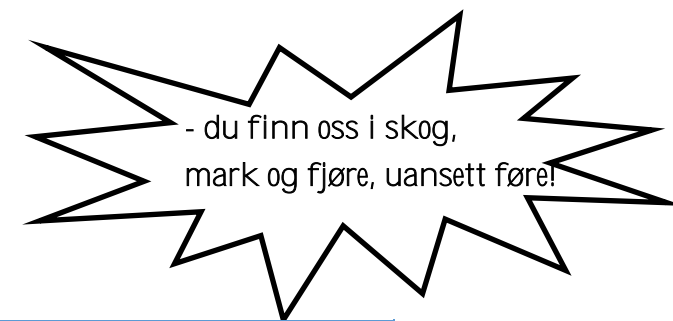 - du finn oss i skog,
mark og fjøre, uansett føre!